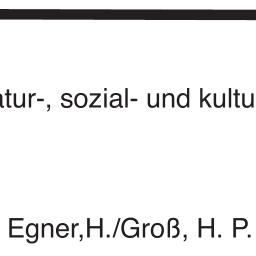 atur-, sozial- und kultu
Egner,H./Groß, H. P.